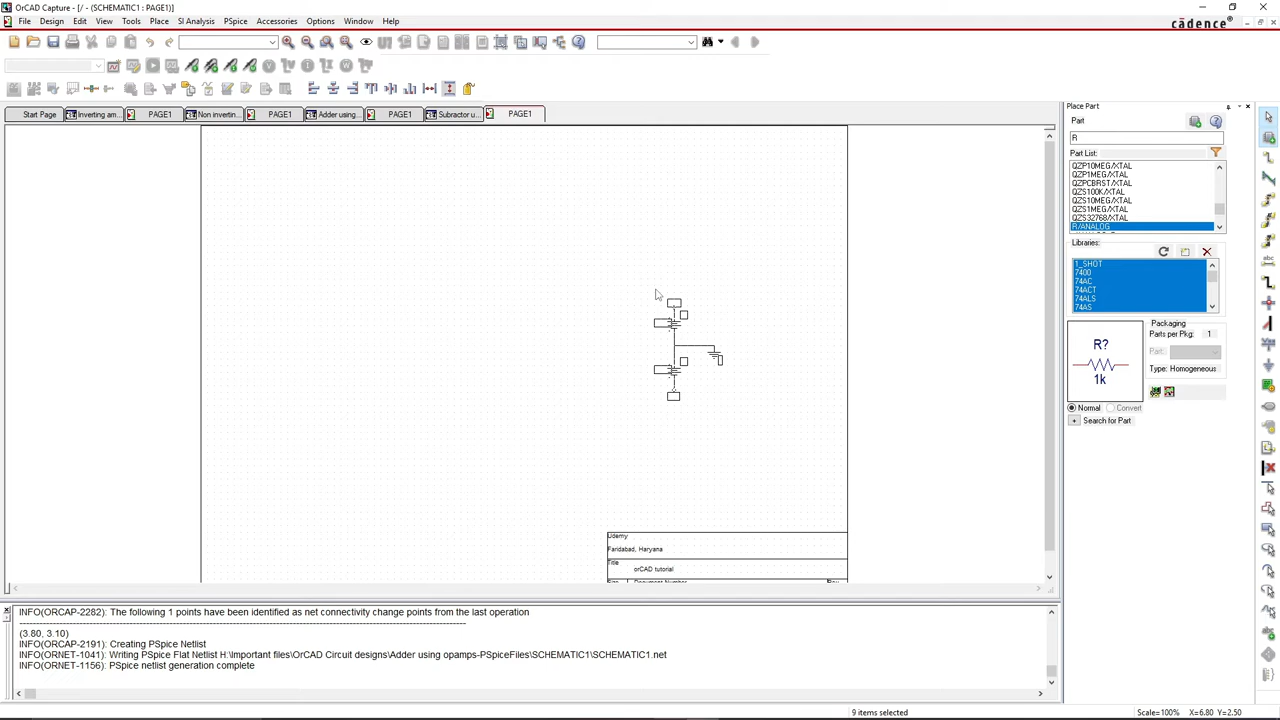 OrCAD Capture - [/ - (SCHEMATIC1 : PAGE1)]
File Design Edit View Tools Place SI Analysis PSpice Accessories Options Window Help
cādence
Start Page Inverting am... PAGE1 Non invertin... PAGE1 Adder using... PAGE1 Subractor u... PAGE1
Place Part
Part
R
Part List:
QZP10MEG/XTAL
QZP1MEG/XTAL
QZPCBRST/XTAL
QZS100K/XTAL
QZS10MEG/XTAL
QZS1MEG/XTAL
QZS32768/XTAL
R/ANALOG
Libraries:
1_SHOT
7400
74AC
74ACT
74ALS
74AS
Packaging
Parts per Pkg: 1
Part:
Type: Homogeneous
R?
1k
Normal Convert
+ Search for Part
Udemy
Faridabad, Haryana
Title
orCAD tutorial
Size Document Number Rev
INFO(ORCAP-2282): The following 1 points have been identified as net connectivity change points from the last operation
(3.80, 3.10)
INFO(ORCAP-2191): Creating PSpice Netlist
INFO(ORNET-1041): Writing PSpice Flat Netlist H:\Important files\OrCAD Circuit designs\Adder using opamps-PSpiceFiles\SCHEMATIC1\SCHEMATIC1.net
INFO(ORNET-1156): PSpice netlist generation complete
9 items selected Scale=100% X=6.80 Y=2.50